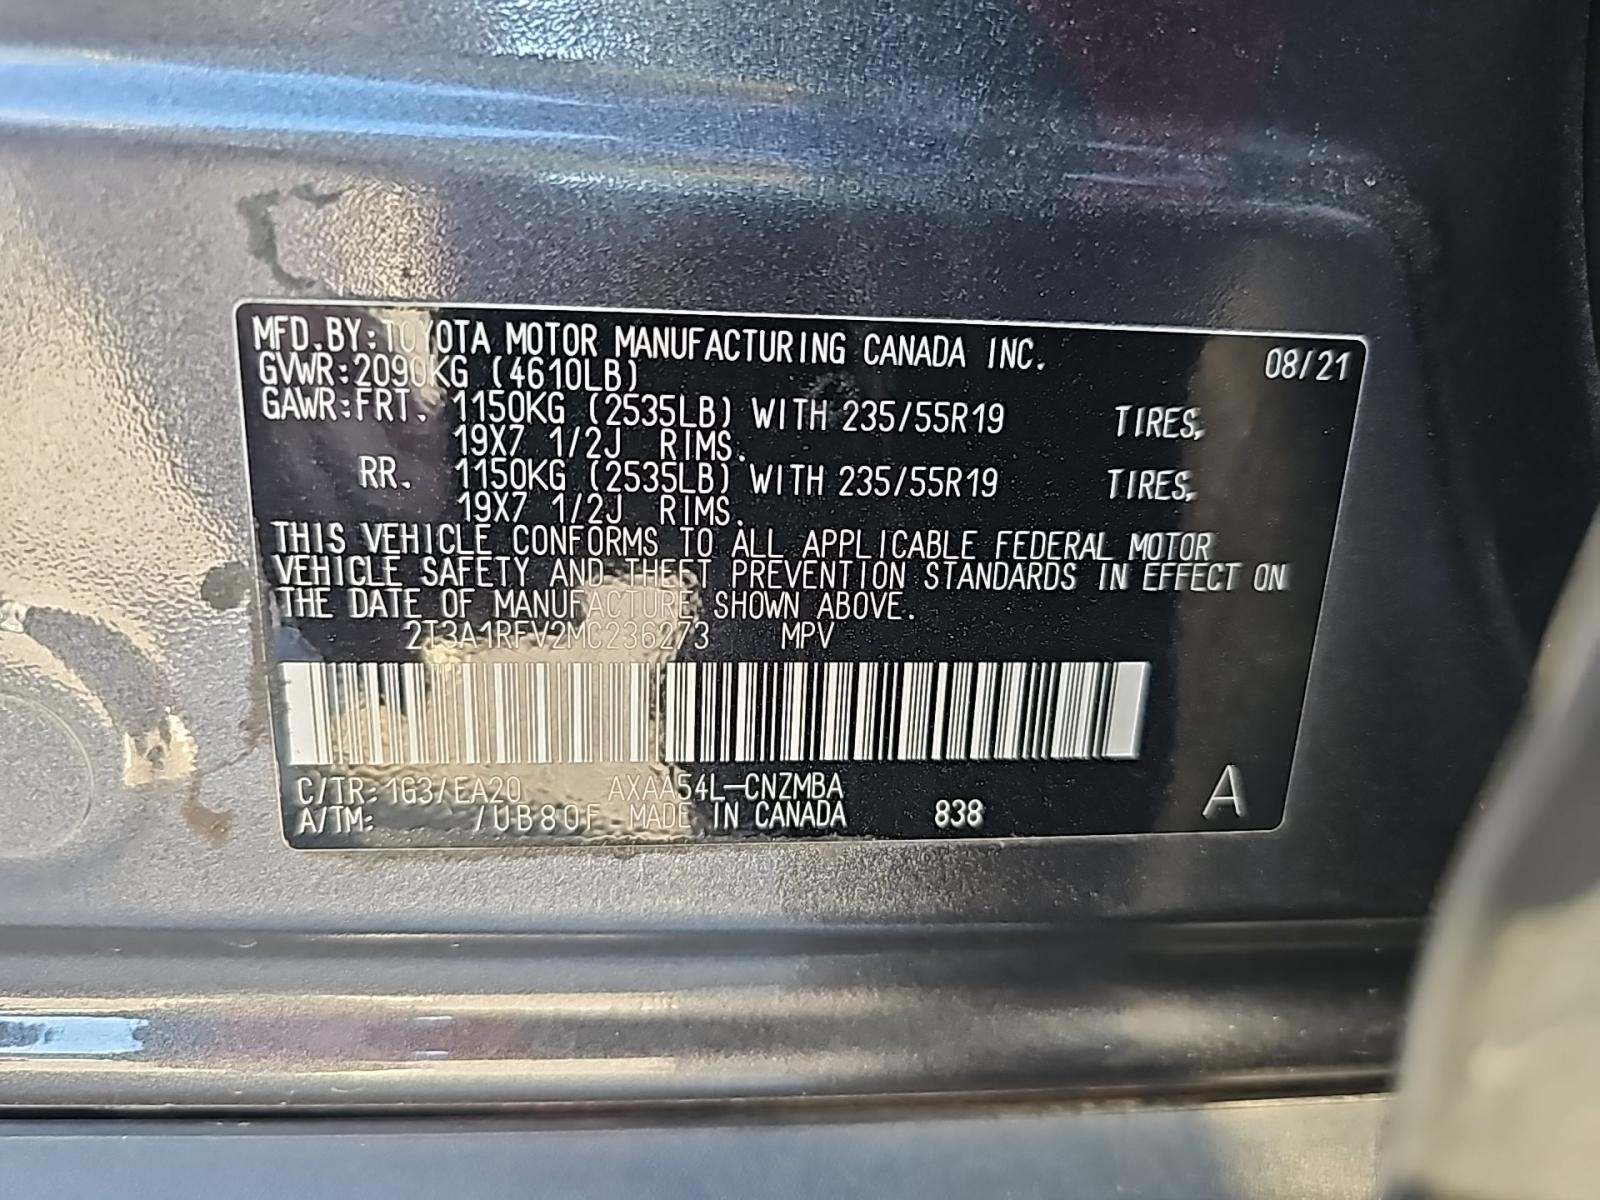 MFD.BY:TOYOTA MOTOR MANUFACTURING CANADA INC. 08/21
GVWR:2090KG (4610LB)
GAWR:FRT. 1150KG (2535LB) WITH 235/55R19 TIRES,
19X7 1/2J RIMS.
RR. 1150KG (2535LB) WITH 235/55R19 TIRES,
19X7 1/2J RIMS.
THIS VEHICLE CONFORMS TO ALL APPLICABLE FEDERAL MOTOR
VEHICLE SAFETY AND THEFT PREVENTION STANDARDS IN EFFECT ON
THE DATE OF MANUFACTURE SHOWN ABOVE.
2T3A1RFV2MC236273 MPV
C/TR:1G3/EA20 AXAA54L-CNZMBA
A/TM: /UB80F MADE IN CANADA 838 A